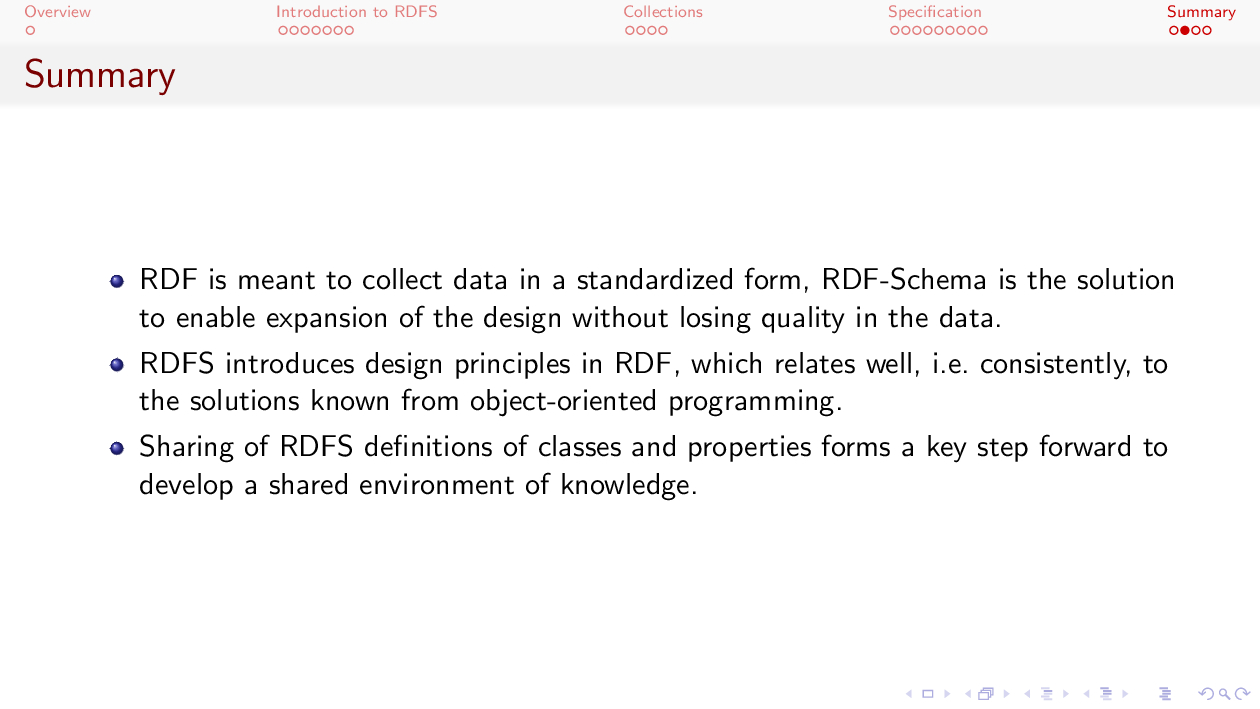 Overview
Introduction to RDFS
Collections
Specification
Summary
Summary
RDF is meant to collect data in a standardized form, RDF-Schema is the solution
to enable expansion of the design without losing quality in the data.
RDFS introduces design principles in RDF, which relates well, i.e. consistently, to
the solutions known from object-oriented programming.
Sharing of RDFS definitions of classes and properties forms a key step forward to
develop a shared environment of knowledge.